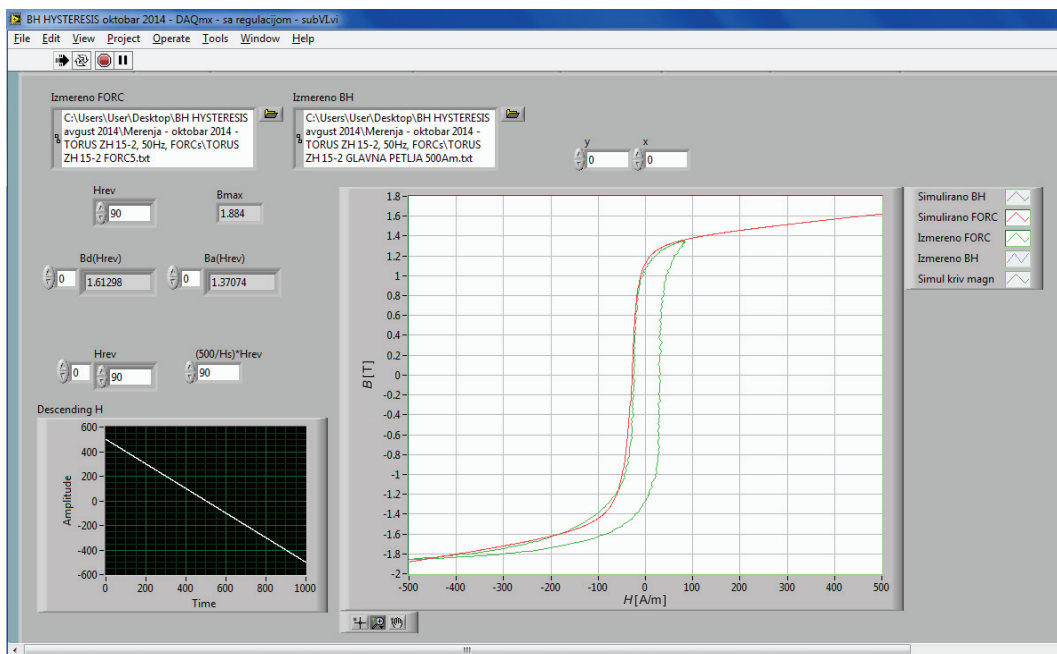 BH HYSTERESIS oktobar 2014 - DAQmx - sa regulacijom - subVI.vi
File Edit View Project Operate Tools Window Help
Izmereno FORC
C:\Users\User\Desktop\BH HYSTERESIS
avgust 2014\Merenja - oktobar 2014 -
TORUS ZH 15-2, 50Hz, FORCs\TORUS
ZH 15-2 FORC5.txt
Izmereno BH
C:\Users\User\Desktop\BH HYSTERESIS
avgust 2014\Merenja - oktobar 2014 -
TORUS ZH 15-2, 50Hz, FORCs\TORUS
ZH 15-2 GLAVNA PETLJA 500Am.txt
y
0
x
0
Hrev
90
Bmax
1.884
Bd(Hrev)
0
1.61298
Ba(Hrev)
0
1.37074
Hrev
0
90
(500/Hs)*Hrev
90
Descending H
600
400
200
0
-200
-400
-600
Amplitude
0 200 400 600 800 1000
Time
1.8
1.6
1.4
1.2
1
0.8
0.6
0.4
0.2
0
-0.2
-0.4
-0.6
-0.8
-1
-1.2
-1.4
-1.6
-1.8
-2
B [T]
-500 -400 -300 -200 -100 0 100 200 300 400 500
H [A/m]
Simulirano BH
Simulirano FORC
Izmereno FORC
Izmereno BH
Simul kriv magn